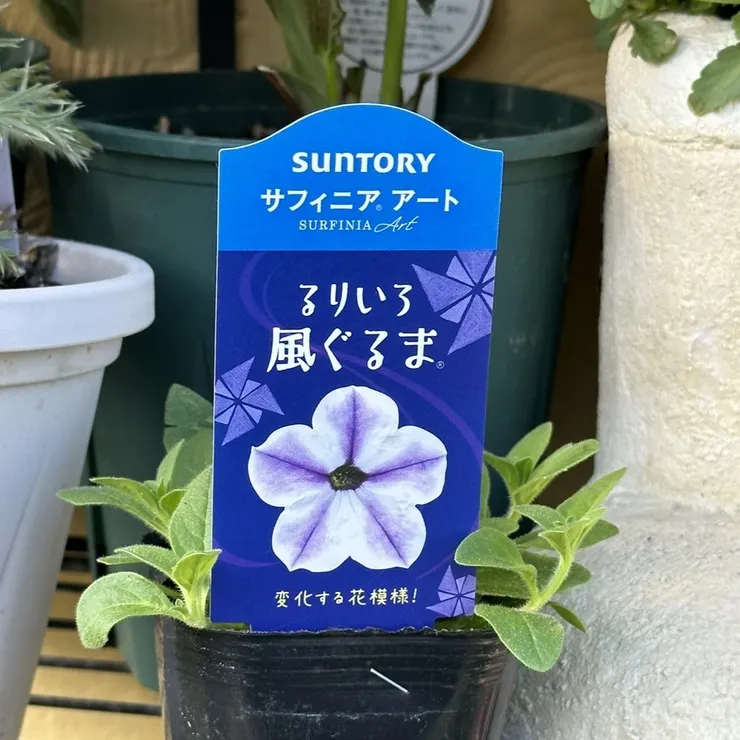 SUNTORY
サフィニア® アート
SURFINIA Art
るりいろ
風ぐるま®
変化する花模様!